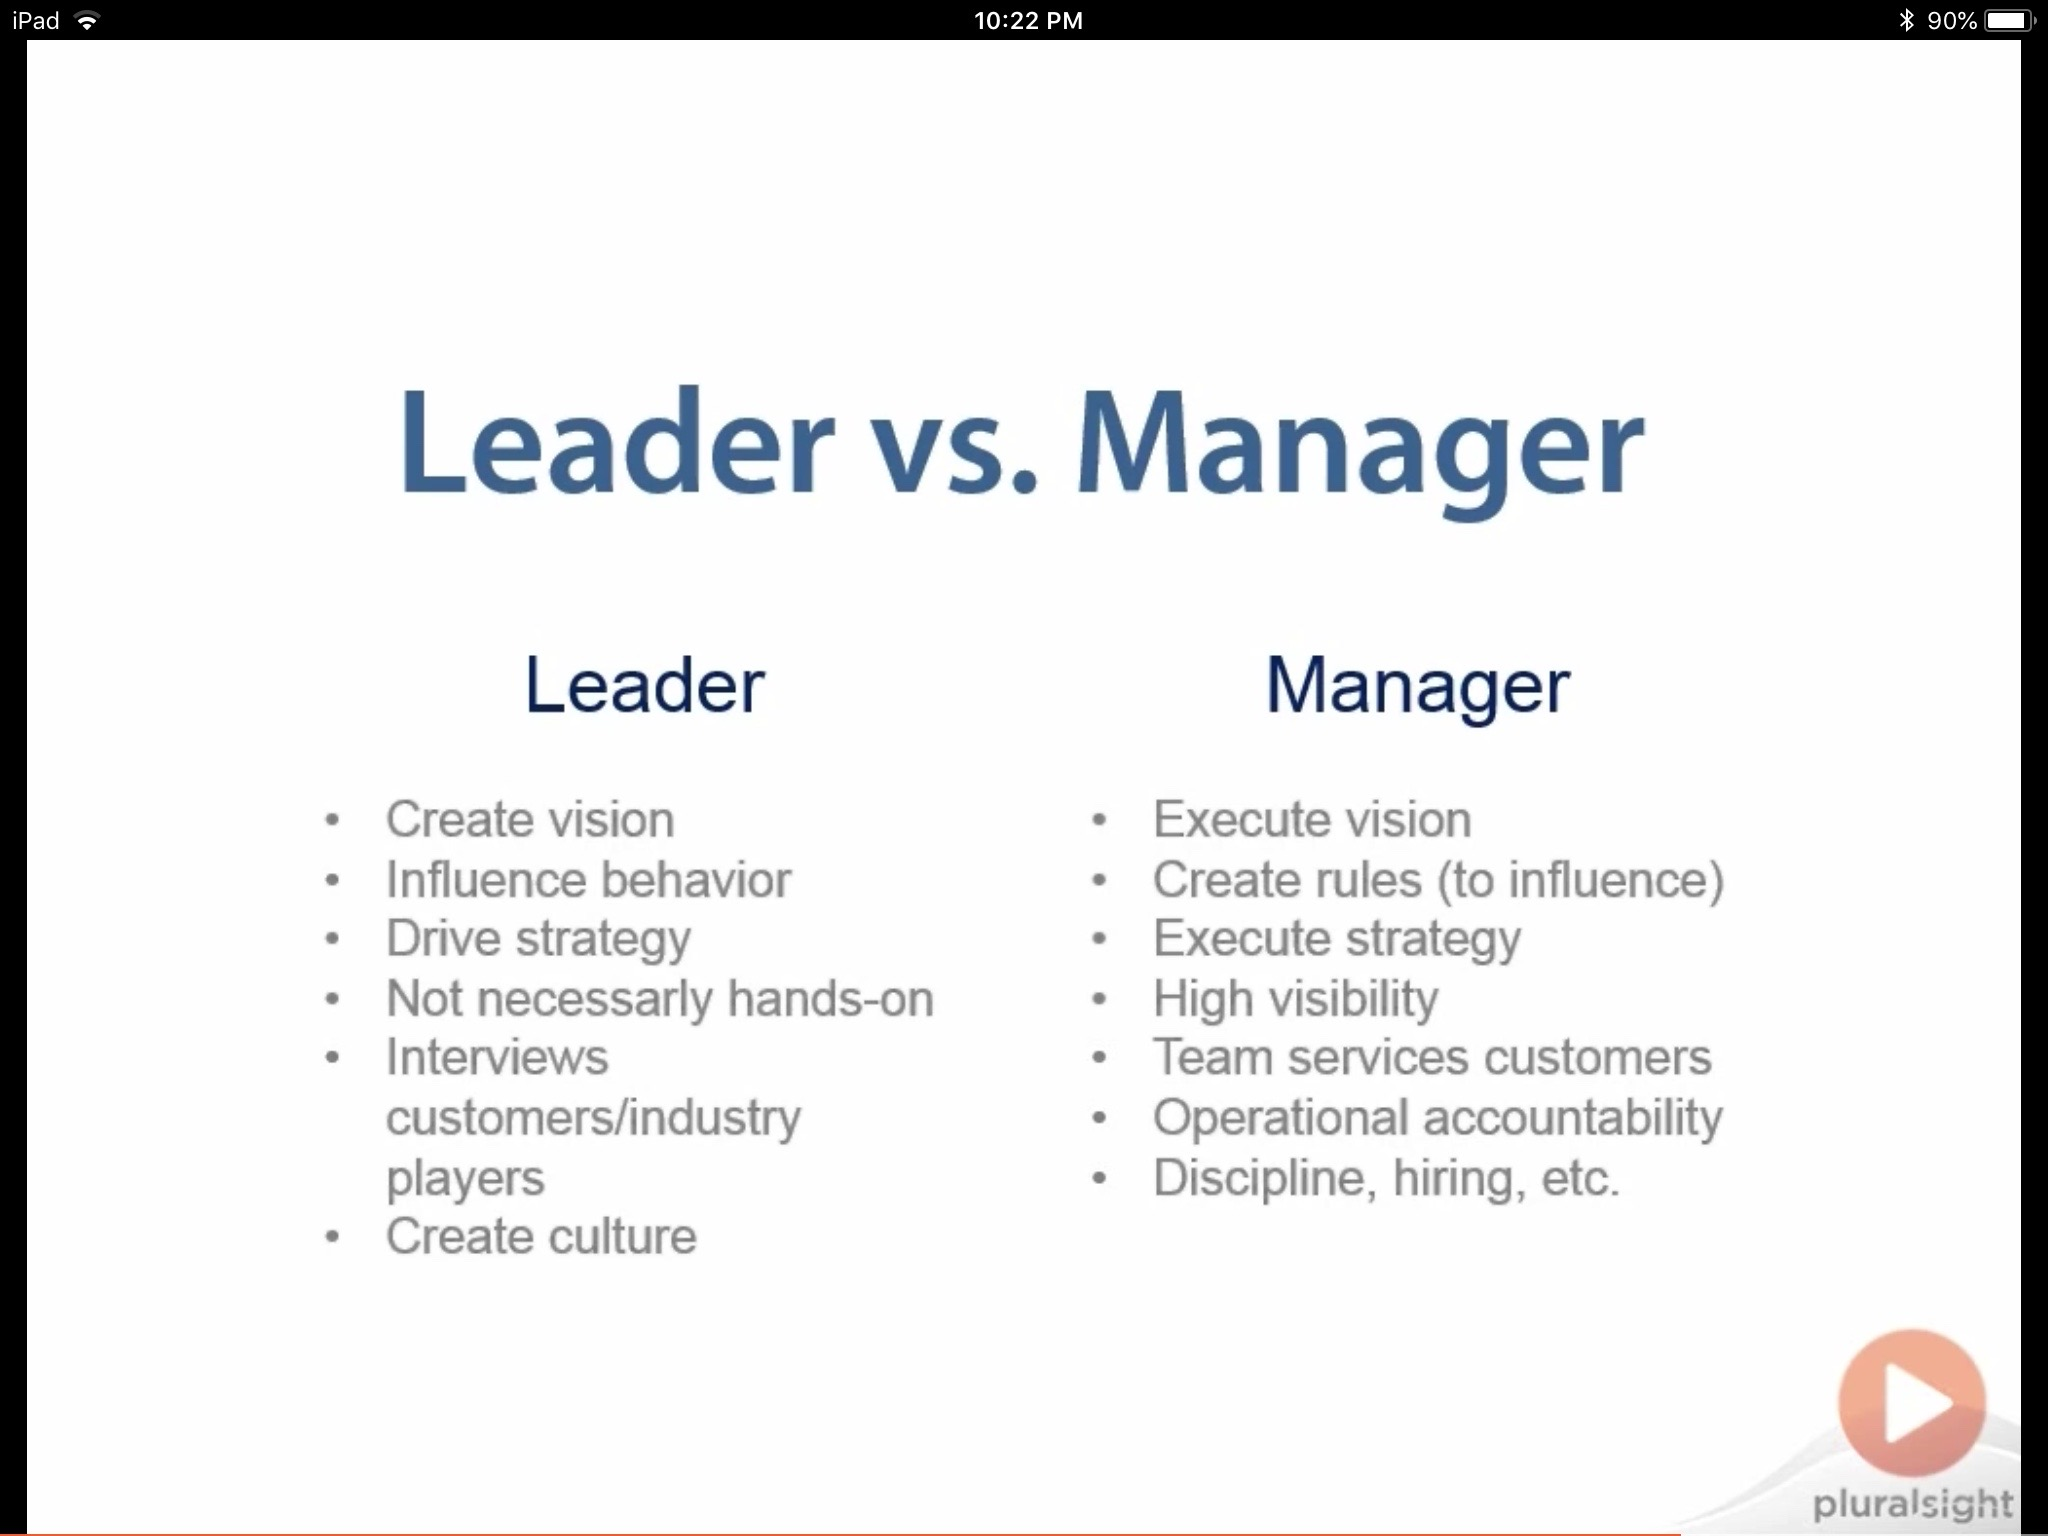 iPad
10:22 PM
90%
Leader vs. Manager
Leader
• Create vision
• Influence behavior
• Drive strategy
• Not necessarly hands-on
• Interviews
customers/industry
players
• Create culture
Manager
• Execute vision
• Create rules (to influence)
• Execute strategy
• High visibility
• Team services customers
• Operational accountability
• Discipline, hiring, etc.
pluralsight